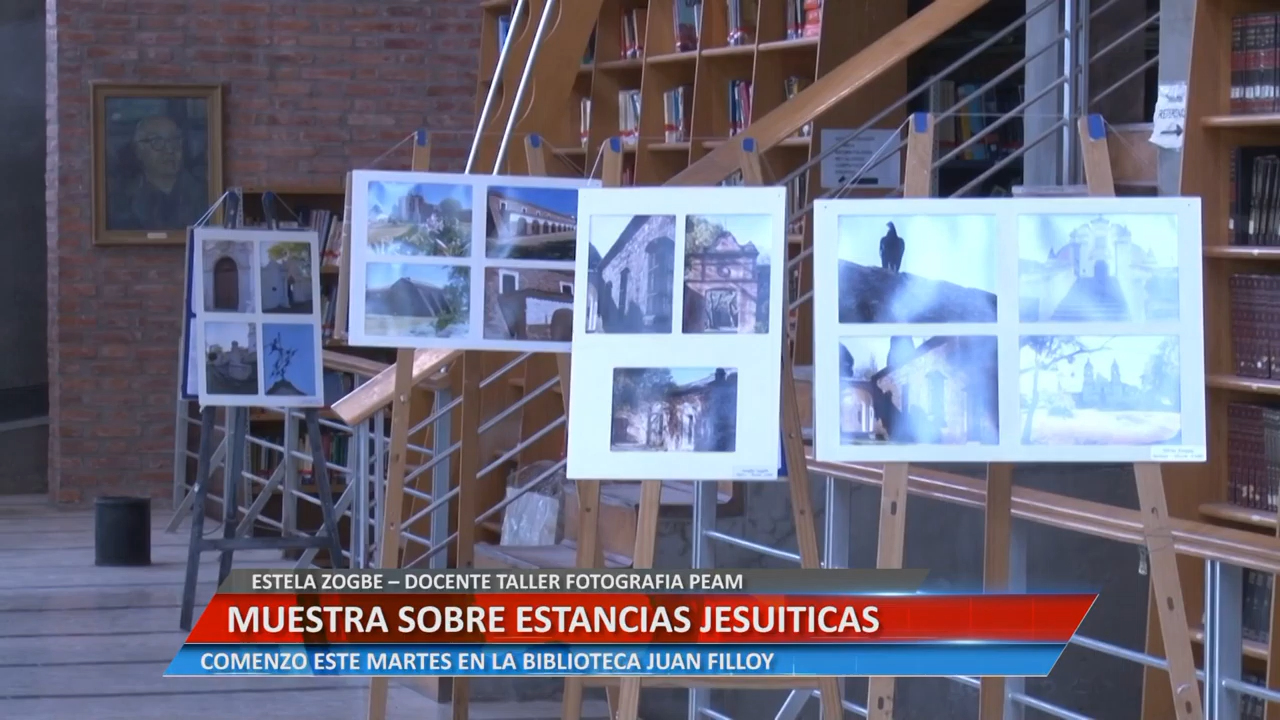 ESTELA ZOGBE – DOCENTE TALLER FOTOGRAFIA PEAM
MUESTRA SOBRE ESTANCIAS JESUITICAS
COMENZO ESTE MARTES EN LA BIBLIOTECA JUAN FILLOY